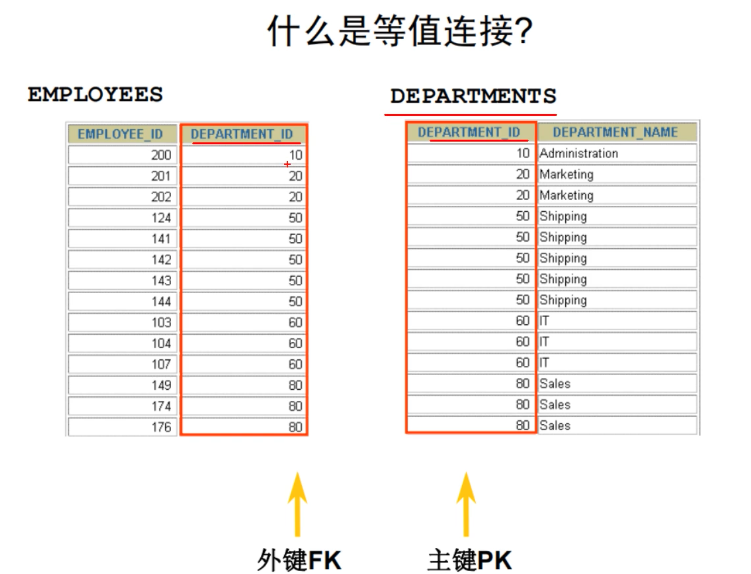 什么是等值连接?
EMPLOYEES
DEPARTMENTS
EMPLOYEE_ID DEPARTMENT_ID
200 10
201 20
202 20
124 50
141 50
142 50
143 50
144 50
103 60
104 60
107 60
149 80
174 80
176 80
DEPARTMENT_ID DEPARTMENT_NAME
10 Administration
20 Marketing
20 Marketing
50 Shipping
50 Shipping
50 Shipping
50 Shipping
50 Shipping
60 IT
60 IT
60 IT
80 Sales
80 Sales
80 Sales
外键FK
主键PK